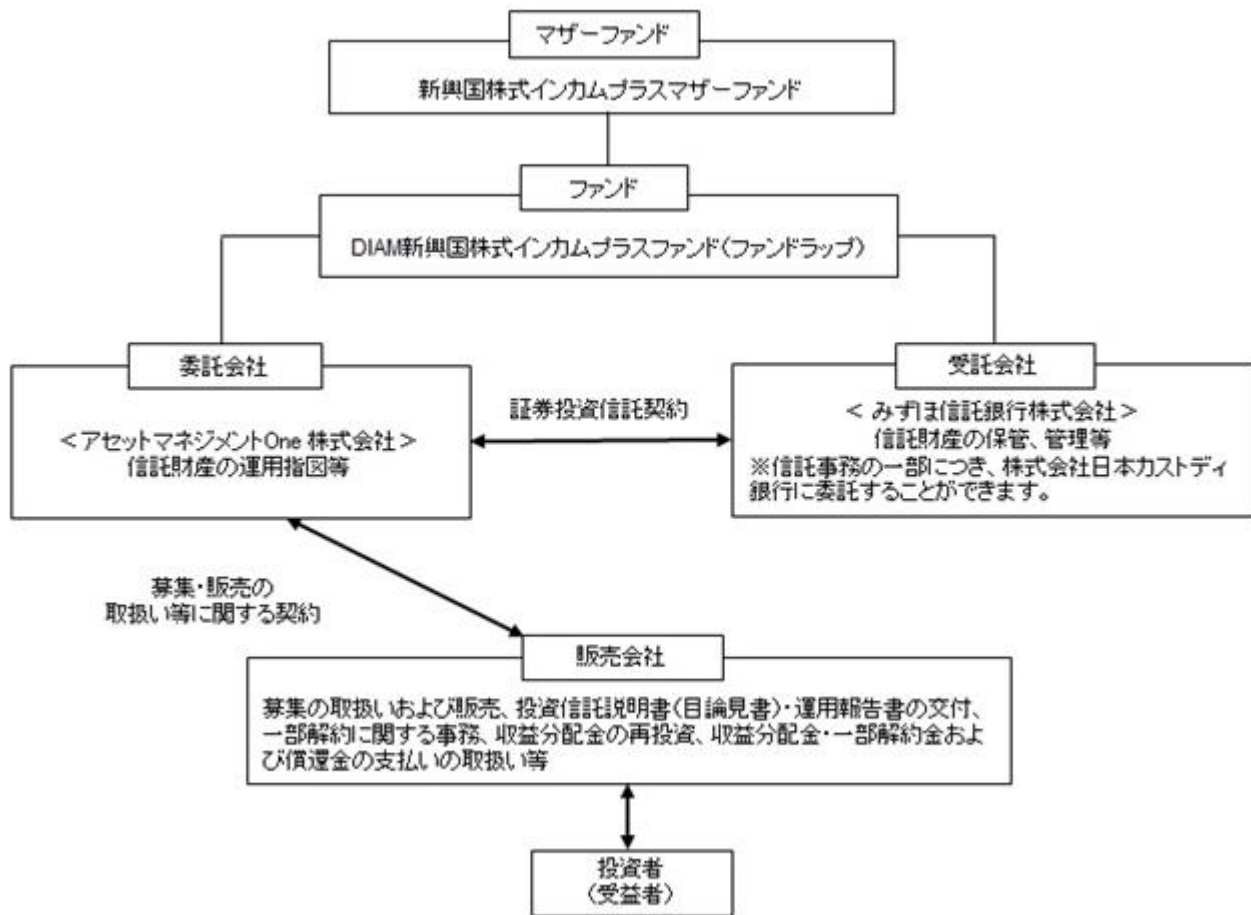 マザーファンド
新興国株式インカムプラスマザーファンド
ファンド
DIAM新興国株式インカムプラスファンド(ファンドラップ)
委託会社
<アセットマネジメントOne 株式会社>
信託財産の運用指図等
証券投資信託契約
受託会社
< みずほ信託銀行株式会社>
信託財産の保管、管理等
※信託事務の一部につき、株式会社日本カストディ
銀行に委託することができます。
募集・販売の
取扱い等に関する契約
販売会社
募集の取扱いおよび販売、投資信託説明書(目論見書)・運用報告書の交付、
一部解約に関する事務、収益分配金の再投資、収益分配金・一部解約金およ
び償還金の支払いの取扱い等
投資者
(受益者)